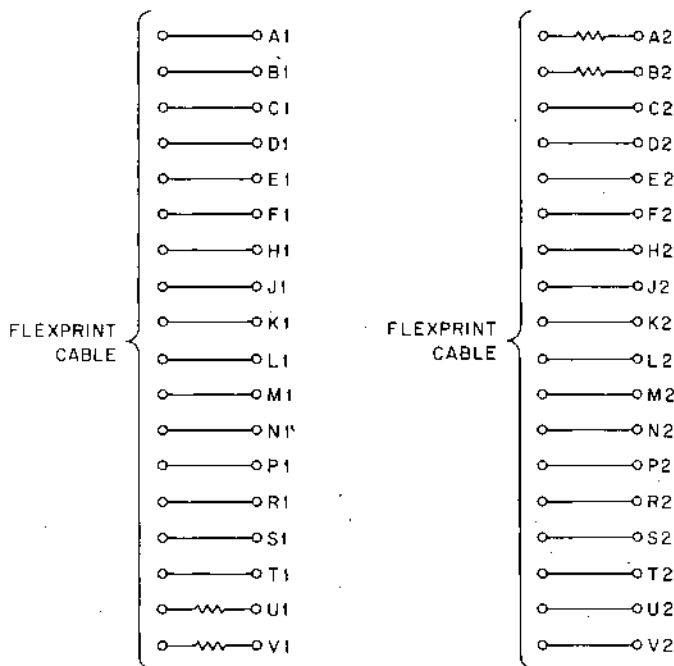 A1
B1
C1
D1
E1
F1
H1
J1
K1
L1
M1
N1
P1
R1
S1
T1
U1
V1
FLEXPRINT
CABLE
A2
B2
C2
D2
E2
F2
H2
J2
K2
L2
M2
N2
P2
R2
S2
T2
U2
V2
FLEXPRINT
CABLE